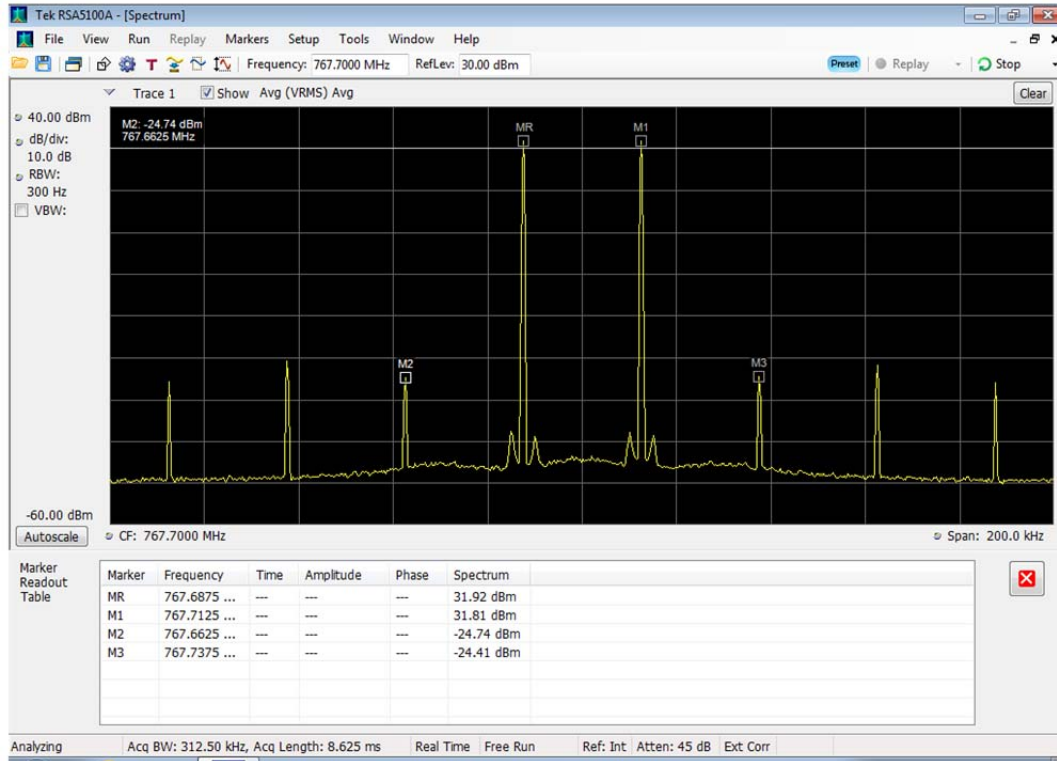 Tek RSA5100A - [Spectrum]
File View Run Replay Markers Setup Tools Window Help
Frequency: 767.7000 MHz RefLev: 30.00 dBm Preset Replay Stop
Trace 1 Show Avg (VRMS) Avg Clear
40.00 dBm
dB/div:
10.0 dB
RBW:
300 Hz
VBW:
M2: -24.74 dBm
767.6625 MHz
MR M1
M2 M3
-60.00 dBm
Autoscale CF: 767.7000 MHz Span: 200.0 kHz
Marker Readout Table
Marker Frequency Time Amplitude Phase Spectrum
MR 767.6875 ... --- --- --- 31.92 dBm
M1 767.7125 ... --- --- --- 31.81 dBm
M2 767.6625 ... --- --- --- -24.74 dBm
M3 767.7375 ... --- --- --- -24.41 dBm
Analyzing Acq BW: 312.50 kHz, Acq Length: 8.625 ms Real Time Free Run Ref: Int Atten: 45 dB Ext Corr